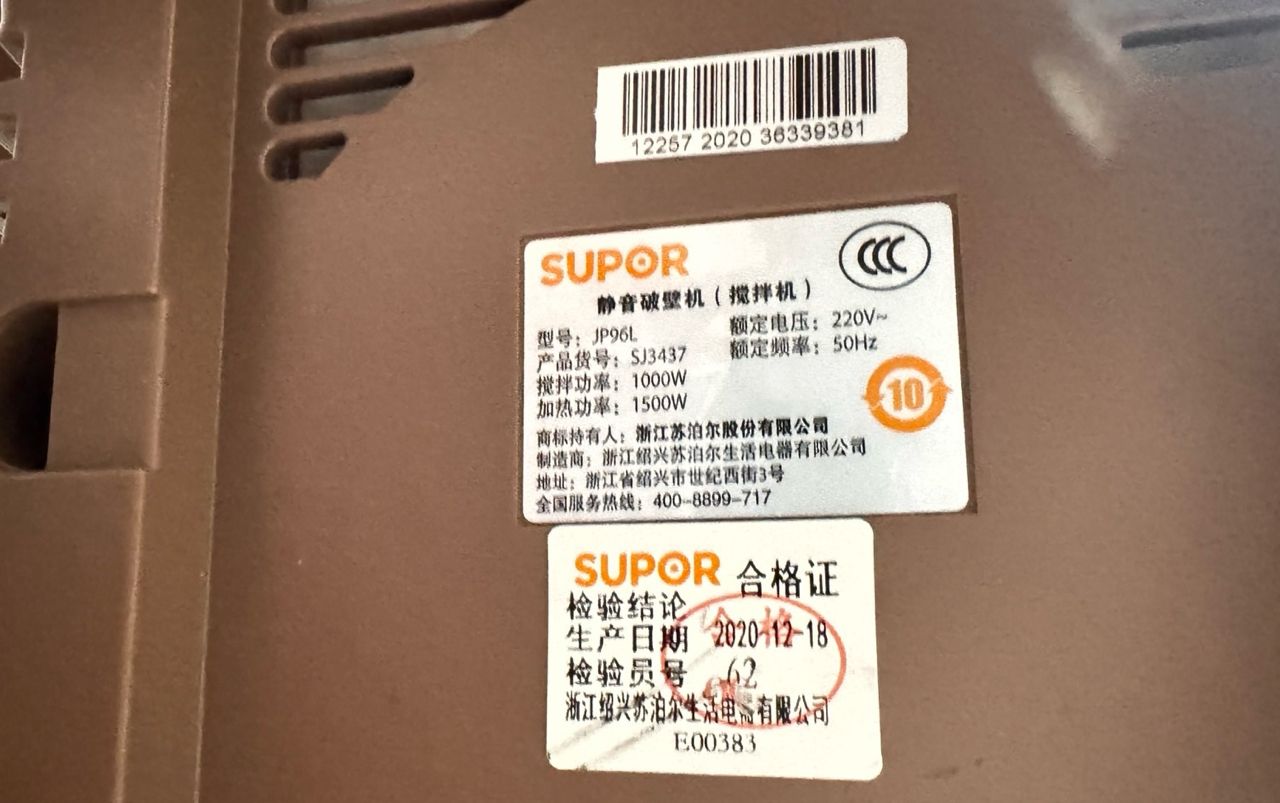 12257 2020 36339381
SUPOR
CCC
静音破壁机（搅拌机）
型号：JP96L
额定电压：220V~
产品货号：SJ3437
额定频率：50Hz
搅拌功率：1000W
加热功率：1500W
10
商标持有人：浙江苏泊尔股份有限公司
制造商：浙江绍兴苏泊尔生活电器有限公司
地址：浙江省绍兴市世纪西街3号
全国服务热线：400-8899-717
SUPOR 合格证
检验结论 合格
生产日期 2020-12-18
检验员号 62
浙江绍兴苏泊尔生活电器有限公司
E00383